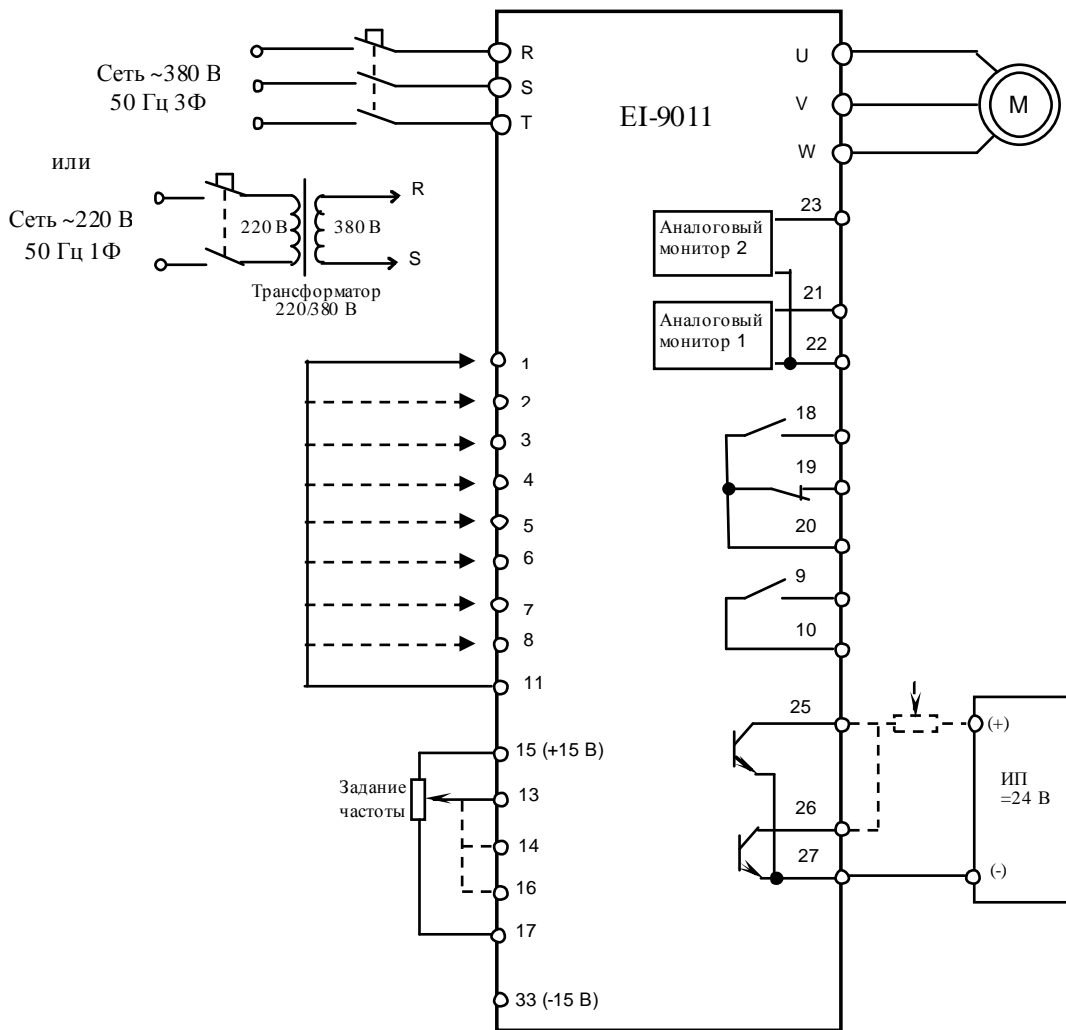 Сеть ~380 В
50 Гц 3Ф
R
S
T
EI-9011
U
V
W
M
или
Сеть ~220 В
50 Гц 1Ф
220 В
380 В
R
S
Трансформатор
220/380 В
Аналоговый
монитор 2
23
Аналоговый
монитор 1
21
22
1
2
3
4
5
6
7
8
11
18
19
20
9
10
15 (+15 В)
Задание
частоты
13
14
16
17
33 (-15 В)
25
26
27
(+)
ИП
=24 В
(-)